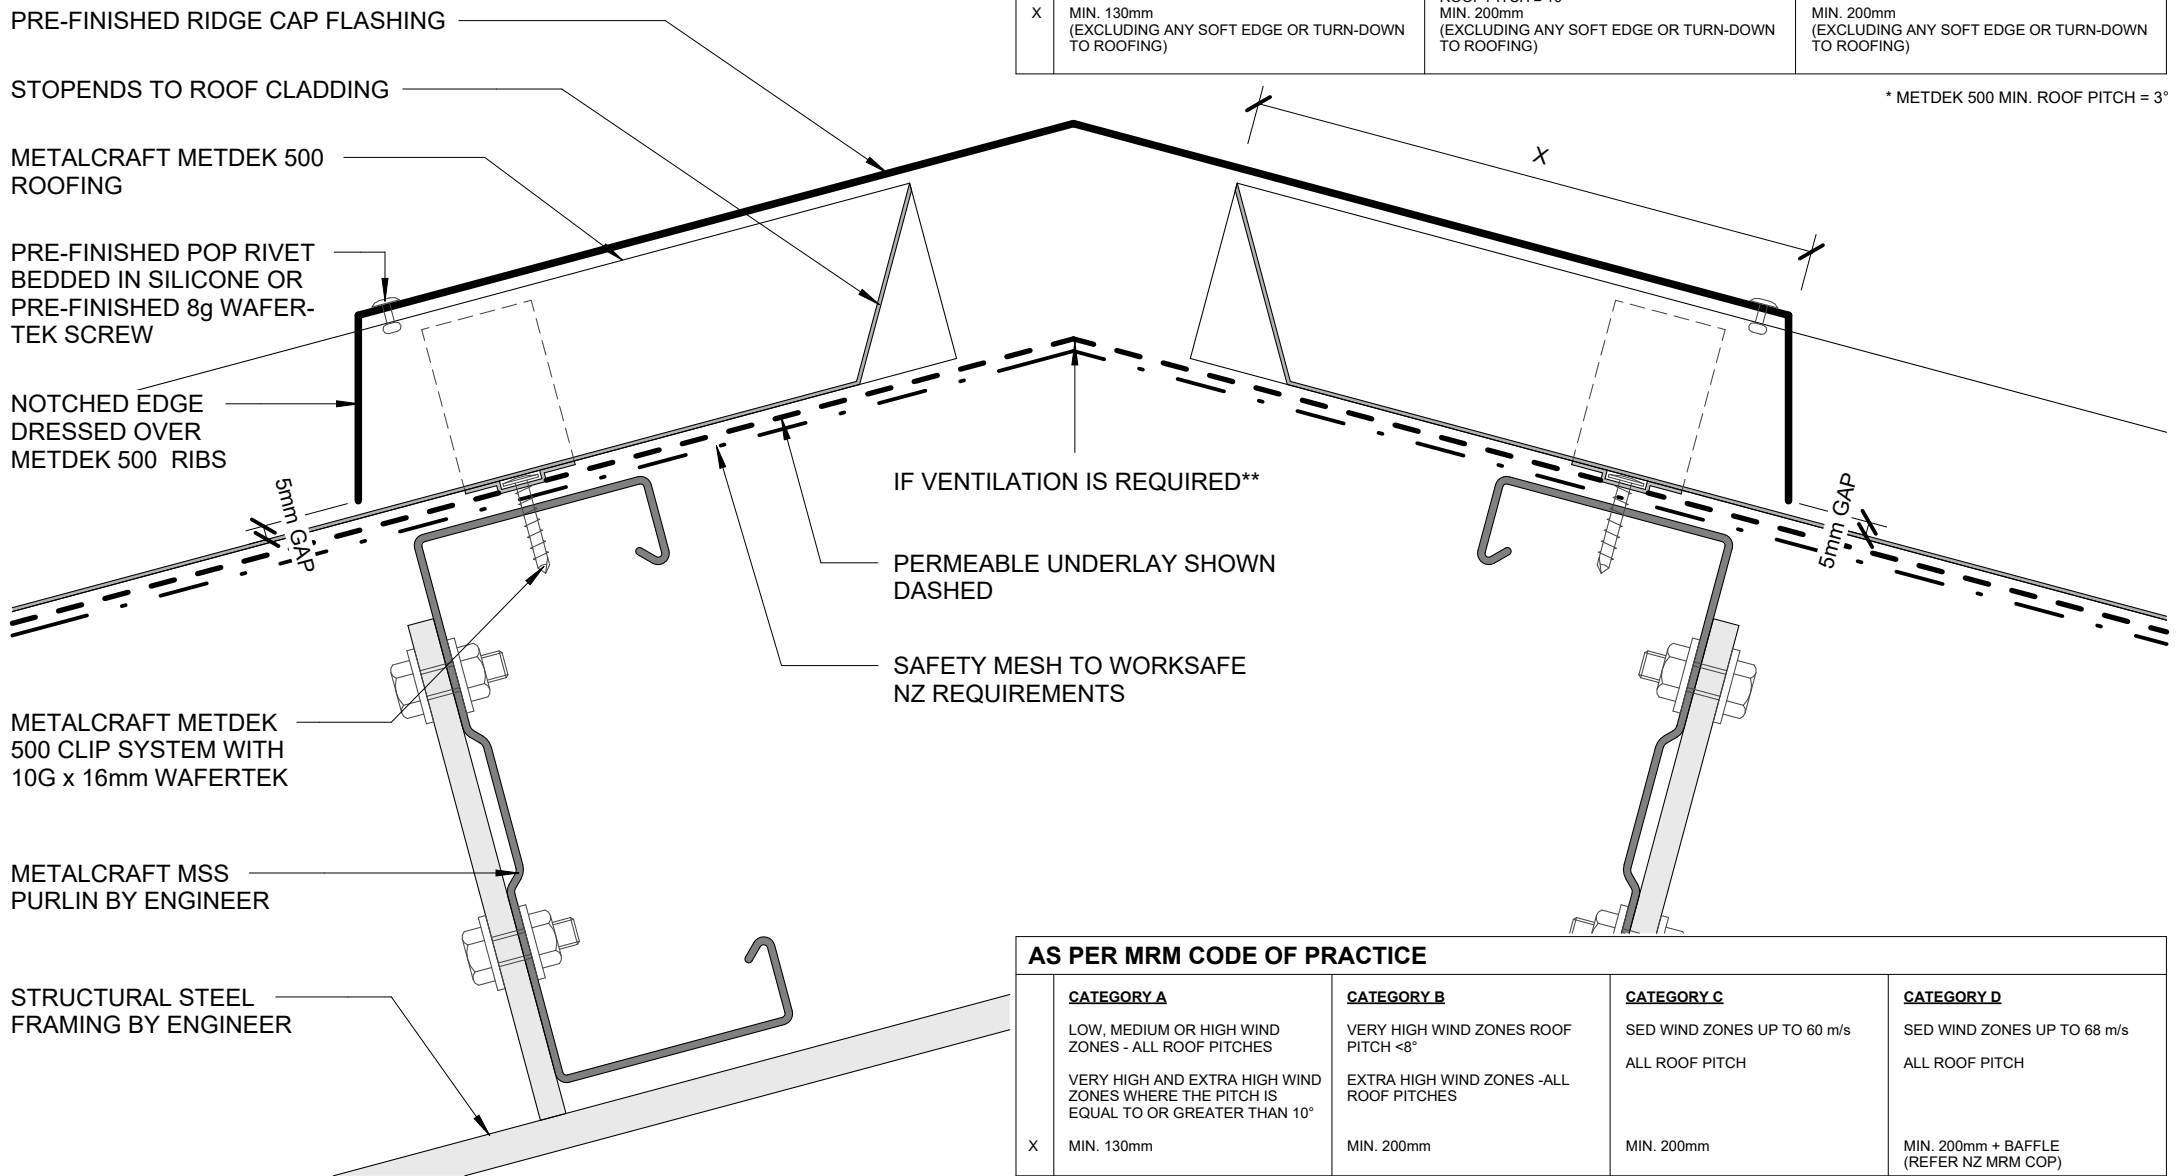 PRE-FINISHED RIDGE CAP FLASHING
STOPENDS TO ROOF CLADDING
METALCRAFT METDEK 500
ROOFING
PRE-FINISHED POP RIVET
BEDDED IN SILICONE OR
PRE-FINISHED 8g WAFER-
TEK SCREW
NOTCHED EDGE
DRESSED OVER
METDEK 500 RIBS
5mm GAP
METALCRAFT METDEK
500 CLIP SYSTEM WITH
10G x 16mm WAFERTEK
METALCRAFT MSS
PURLIN BY ENGINEER
STRUCTURAL STEEL
FRAMING BY ENGINEER
X
MIN. 130mm
(EXCLUDING ANY SOFT EDGE OR TURN-DOWN
TO ROOFING)
MIN. 200mm
(EXCLUDING ANY SOFT EDGE OR TURN-DOWN
TO ROOFING)
MIN. 200mm
(EXCLUDING ANY SOFT EDGE OR TURN-DOWN
TO ROOFING)
* METDEK 500 MIN. ROOF PITCH = 3°
X
IF VENTILATION IS REQUIRED**
PERMEABLE UNDERLAY SHOWN
DASHED
SAFETY MESH TO WORKSAFE
NZ REQUIREMENTS
5mm GAP
AS PER MRM CODE OF PRACTICE
CATEGORY A
LOW, MEDIUM OR HIGH WIND
ZONES - ALL ROOF PITCHES
VERY HIGH AND EXTRA HIGH WIND
ZONES WHERE THE PITCH IS
EQUAL TO OR GREATER THAN 10°
X MIN. 130mm
CATEGORY B
VERY HIGH WIND ZONES ROOF
PITCH <8°
EXTRA HIGH WIND ZONES -ALL
ROOF PITCHES
MIN. 200mm
CATEGORY C
SED WIND ZONES UP TO 60 m/s
ALL ROOF PITCH
MIN. 200mm
CATEGORY D
SED WIND ZONES UP TO 68 m/s
ALL ROOF PITCH
MIN. 200mm + BAFFLE
(REFER NZ MRM COP)